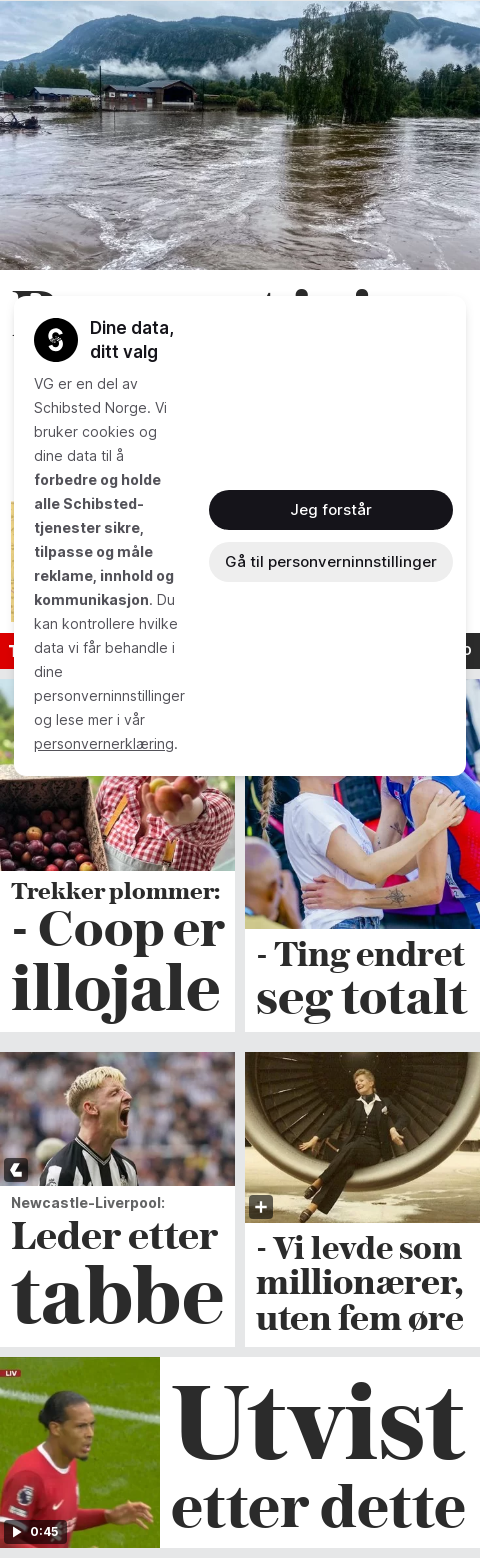 Dine data,
ditt valg
VG er en del av
Schibsted Norge. Vi
bruker cookies og
dine data til å
forbedre og holde
alle Schibsted-
tjenester sikre,
tilpasse og måle
reklame, innhold og
kommunikasjon. Du
kan kontrollere hvilke
data vi får behandle i
dine
personverninnstillinger
og lese mer i vår
personvernerklæring.
Jeg forstår
Gå til personverninnstillinger
Trekker plommer:
- Coop er
illojale
- Ting endret
seg totalt
Newcastle-Liverpool:
Leder etter
tabbe
- Vi levde som
millionærer,
uten fem øre
LIV
0:45
Utvist
etter dette